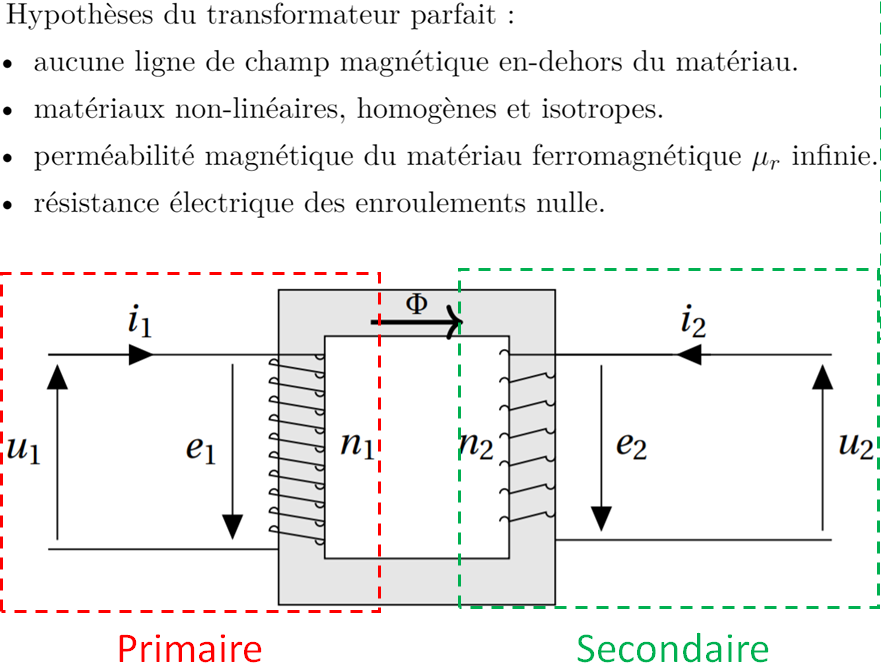 Hypothèses du transformateur parfait :
• aucune ligne de champ magnétique en-dehors du matériau.
• matériaux non-linéaires, homogènes et isotropes.
• perméabilité magnétique du matériau ferromagnétique μr infinie.
• résistance électrique des enroulements nulle.
Φ
i1
i2
u1
e1
n1
n2
e2
u2
Primaire
Secondaire